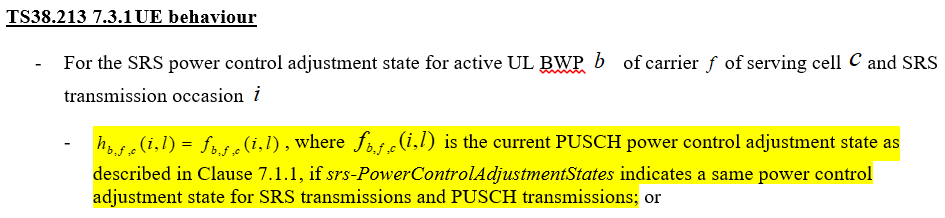 TS38.213 7.3.1UE behaviour
- For the SRS power control adjustment state for active UL BWP b of carrier f of serving cell c and SRS
transmission occasion i
- h_{b,f,c}(i,l) = f_{b,f,c}(i,l), where f_{b,f,c}(i,l) is the current PUSCH power control adjustment state as
described in Clause 7.1.1, if srs-PowerControlAdjustmentStates indicates a same power control
adjustment state for SRS transmissions and PUSCH transmissions; or